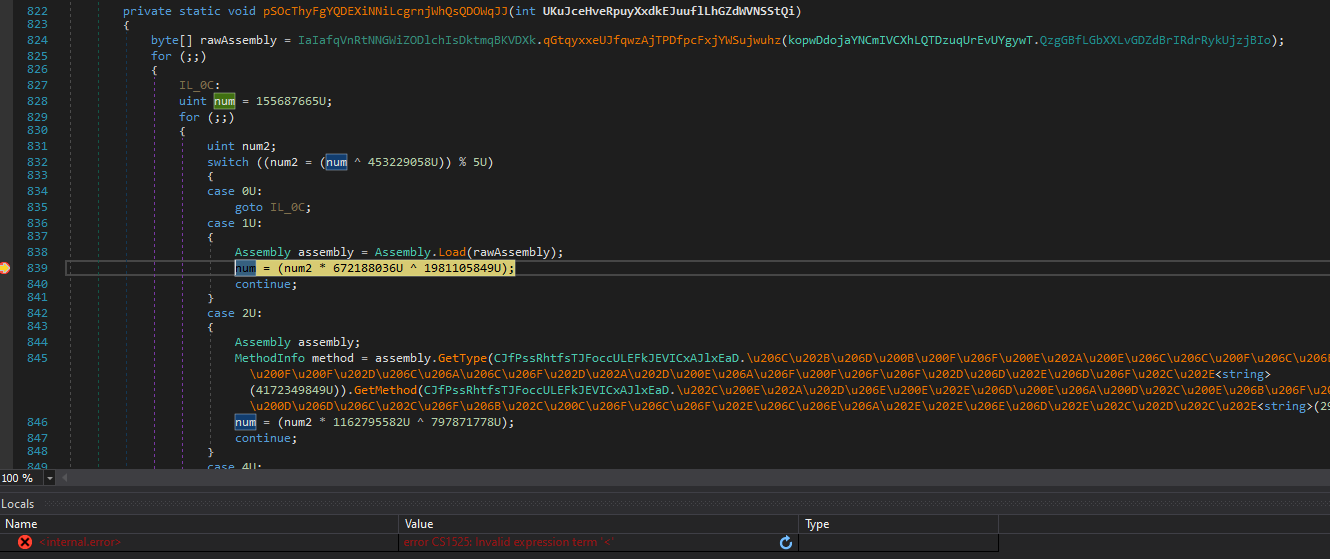 822 private static void pSOcThyFgYQDEXiNNiLcgrnjWhQsQDOWqJJ(int UKuJceHveRpuyXxdkEJuuflLhGZdWVNSStQi)
823 {
824 byte[] rawAssembly = IaIafqVnRtNNGWiZODlchIsDktmqBKVDXk.qGtqyxxeUJfqwzAjTPDfpcFxjYWSujwuhz(kopwDdojaYNCmIVCXhLQTDzuqUrEvUYgywT.QzgGBfLGbXXLvGDZdBrIRdrRykUjzjBIo);
825 for (;;)
826 {
827 IL_0C:
828 uint num = 155687665U;
829 for (;;)
830 {
831 uint num2;
832 switch ((num2 = (num ^ 453229058U)) % 5U)
833 {
834 case 0U:
835 goto IL_0C;
836 case 1U:
837 {
838 Assembly assembly = Assembly.Load(rawAssembly);
839 num = (num2 * 672188036U ^ 1981105849U);
840 continue;
841 }
842 case 2U:
843 {
844 Assembly assembly;
845 MethodInfo method = assembly.GetType(CJfPssRhtfsTJFoccULEFkJEVICxAJlxEaD.\u206C\u202B\u206D\u200B\u200F\u206F\u200E\u202A\u200E\u206C\u206C\u200F\u206C\u206
\u200F\u200F\u202D\u206C\u206A\u206C\u206F\u202D\u202A\u202D\u200E\u206A\u206F\u200F\u206F\u206F\u202D\u202E\u206D\u206F\u202C\u202E<string>
(4172349849U)).GetMethod(CJfPssRhtfsTJFoccULEFkJEVICxAJlxEaD.\u202C\u200E\u202A\u202D\u206E\u200E\u202E\u206D\u200E\u206A\u200D\u202C\u200E\u206B\u206F\u20
\u200D\u206D\u206C\u202C\u206F\u206B\u202C\u200C\u206F\u206C\u206F\u202E\u206C\u206E\u206A\u202E\u202E\u206E\u206D\u202E\u202C\u202D\u202C\u202E<string>(29
846 num = (num2 * 1162795582U ^ 797871778U);
847 continue;
848 }
849 case 4U:
100 %
Locals
Name Value Type
<internal.error> error CS1525: Invalid expression term '<'